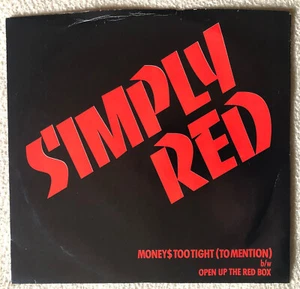 SIMPLY
RED
MONEY$ TOO TIGHT (TO MENTION)
b/w
OPEN UP THE RED BOX